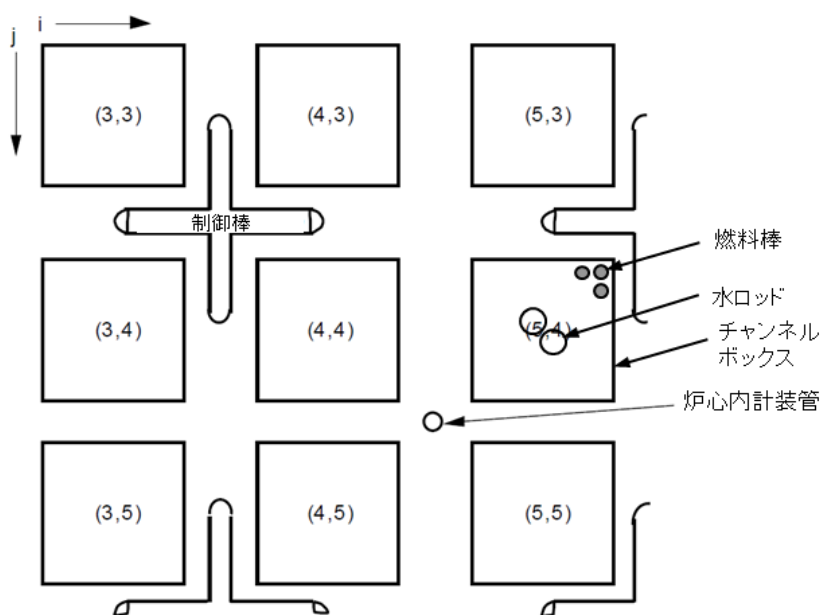 i
j
(3,3)
(4,3)
(5,3)
制御棒
燃料棒
水ロッド
(3,4)
(4,4)
(5,4)
チャンネル
ボックス
炉心内計装管
(3,5)
(4,5)
(5,5)